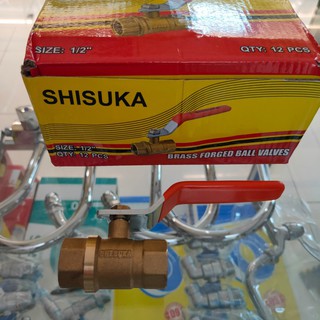 SIZE: 1/2"
QTY: 12 PCS
SHISUKA
SIZE: "1/2"
QTY: 12 PCS
BRASS FORGED BALL VALVES